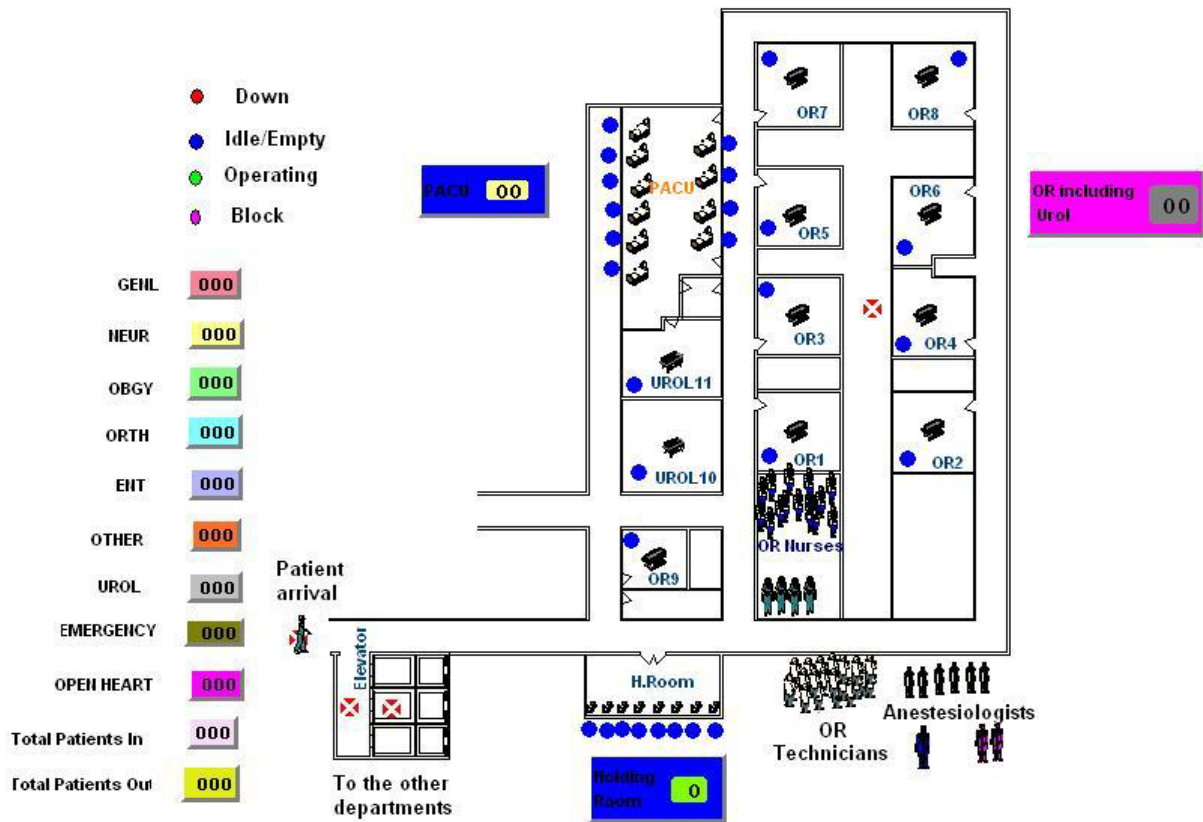 Down
Idle/Empty
Operating
Block
PACU 00
PACU
OR7
OR8
OR5
OR6
OR3
OR4
OR1
OR2
UROL11
UROL10
OR9
OR Nurses
OR including
Urol
00
GENL 000
NEUR 000
OBGY 000
ORTH 000
ENT 000
OTHER 000
UROL 000
EMERGENCY 000
OPEN HEART 000
Total Patients In 000
Total Patients Out 000
Patient
arrival
Elevator
To the other
departments
H.Room
Holding
Room
0
OR
Technicians
Anestesiologists